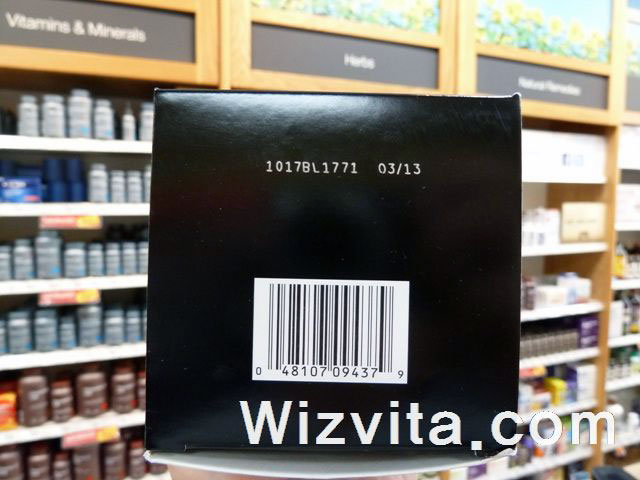 Vitamins & Minerals
Herbs
Natural Remedies
1017BL1771 03/13
0 48107 09437 9
Wizvita.com